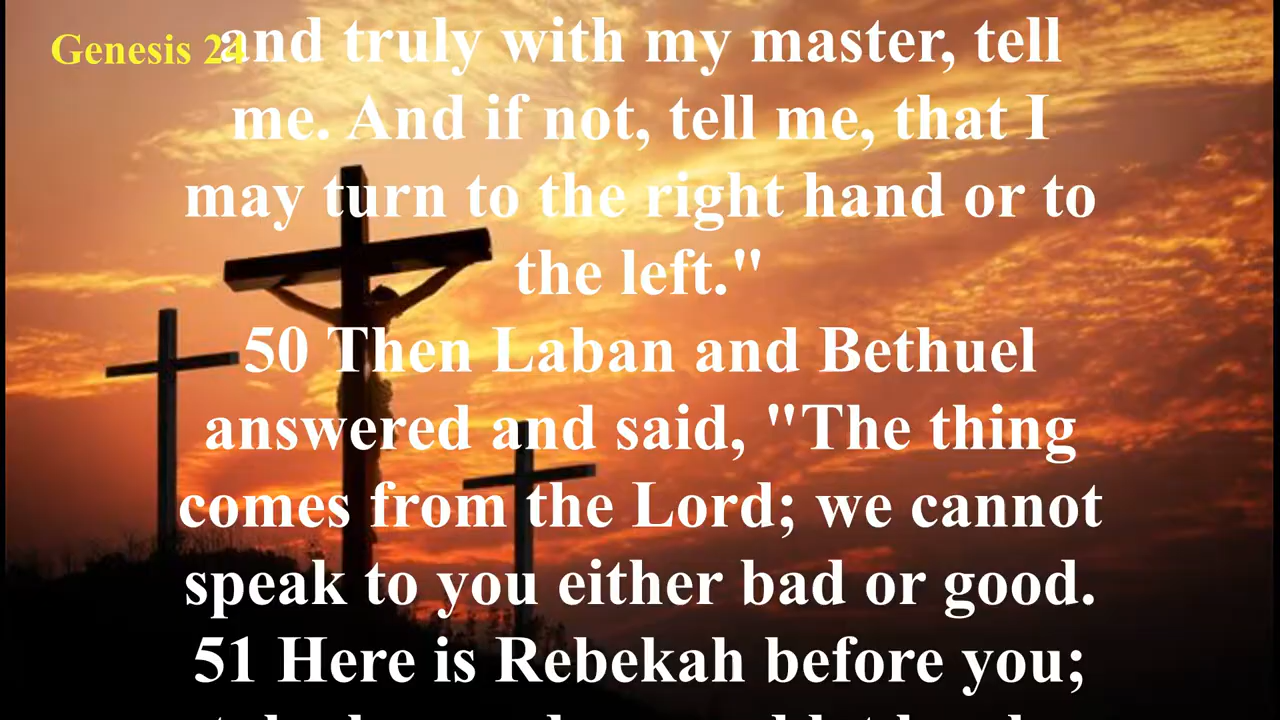 Genesis 24
and truly with my master, tell
me. And if not, tell me, that I
may turn to the right hand or to
the left."
50 Then Laban and Bethuel
answered and said, "The thing
comes from the Lord; we cannot
speak to you either bad or good.
51 Here is Rebekah before you;